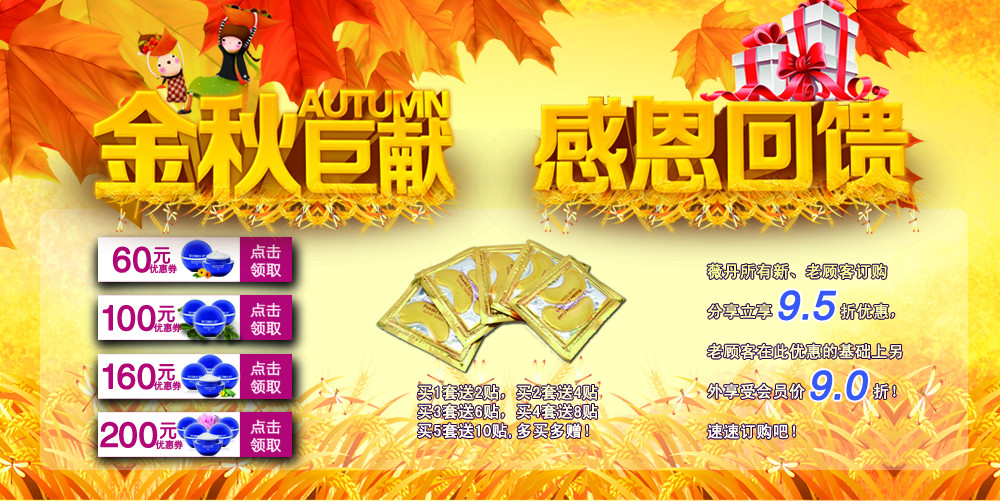 金秋巨献
AUTUMN
感恩回馈
60元
优惠券
点击
领取
100元
优惠券
点击
领取
160元
优惠券
点击
领取
200元
优惠券
点击
领取
买1套送2贴，买2套送4贴
买3套送6贴，买4套送8贴
买5套送10贴,多买多赠！
薇丹所有新、老顾客订购
分享立享9.5折优惠,
老顾客在此优惠的基础上另
外享受会员价9.0折！
速速订购吧！